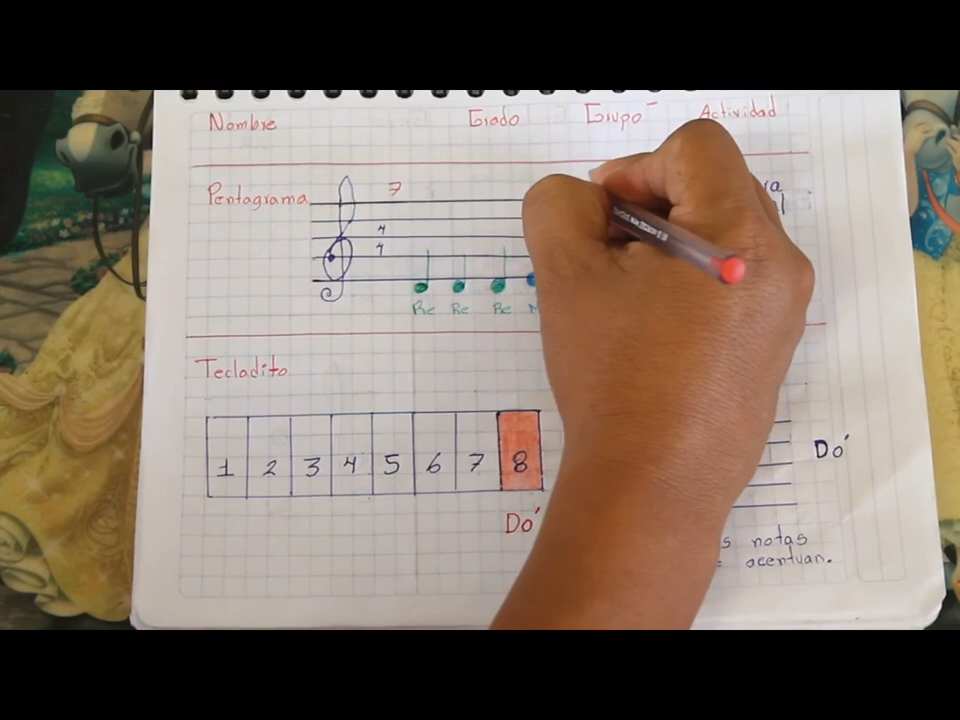 Nombre Grado Grupo Actividad
Pentagrama 7
4
4
Re Re Re
Tecladito
1 2 3 4 5 6 7 8
Do'
Do'
notas
acentuan.